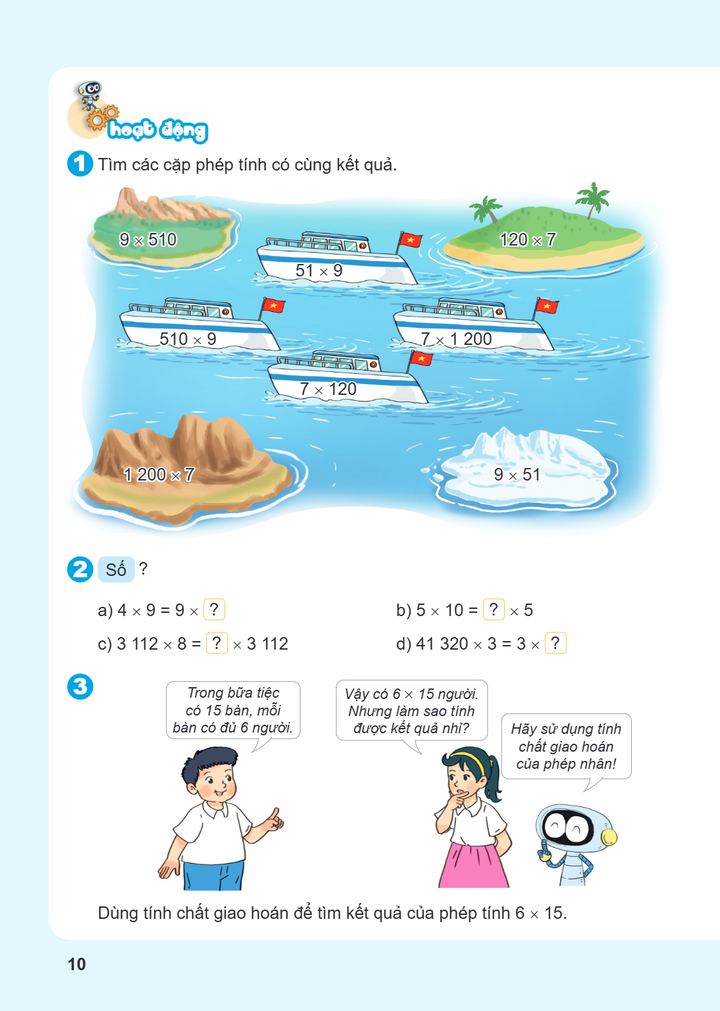 hoạt động
1 Tìm các cặp phép tính có cùng kết quả.
9 × 510
120 × 7
51 × 9
510 × 9
7 × 1 200
7 × 120
1 200 × 7
9 × 51
2 Số ?
a) 4 × 9 = 9 × ?
b) 5 × 10 = ? × 5
c) 3 112 × 8 = ? × 3 112
d) 41 320 × 3 = 3 × ?
3
Trong bữa tiệc
có 15 bàn, mỗi
bàn có đủ 6 người.
Vậy có 6 × 15 người.
Nhưng làm sao tính
được kết quả nhỉ?
Hãy sử dụng tính
chất giao hoán
của phép nhân!
Dùng tính chất giao hoán để tìm kết quả của phép tính 6 × 15.
10